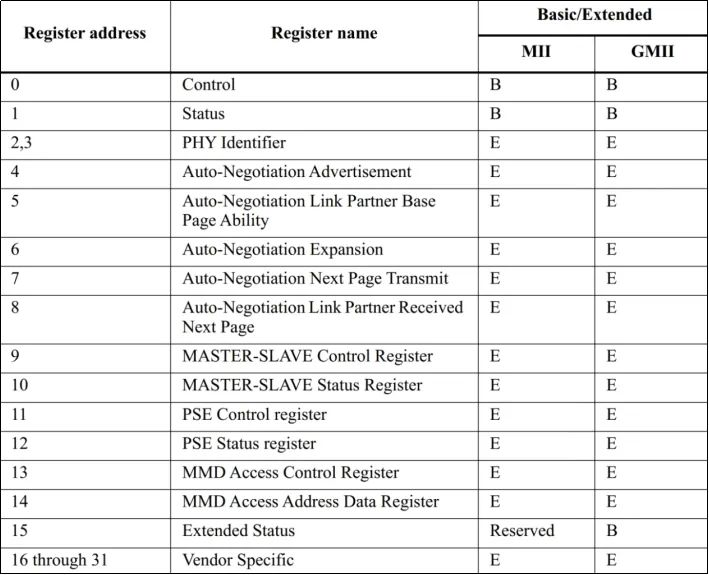 Register address Register name Basic/Extended
MII GMII
0 Control B B
1 Status B B
2,3 PHY Identifier E E
4 Auto-Negotiation Advertisement E E
5 Auto-Negotiation Link Partner Base E E
Page Ability
6 Auto-Negotiation Expansion E E
7 Auto-Negotiation Next Page Transmit E E
8 Auto-Negotiation Link Partner Received E E
Next Page
9 MASTER-SLAVE Control Register E E
10 MASTER-SLAVE Status Register E E
11 PSE Control register E E
12 PSE Status register E E
13 MMD Access Control Register E E
14 MMD Access Address Data Register E E
15 Extended Status Reserved B
16 through 31 Vendor Specific E E